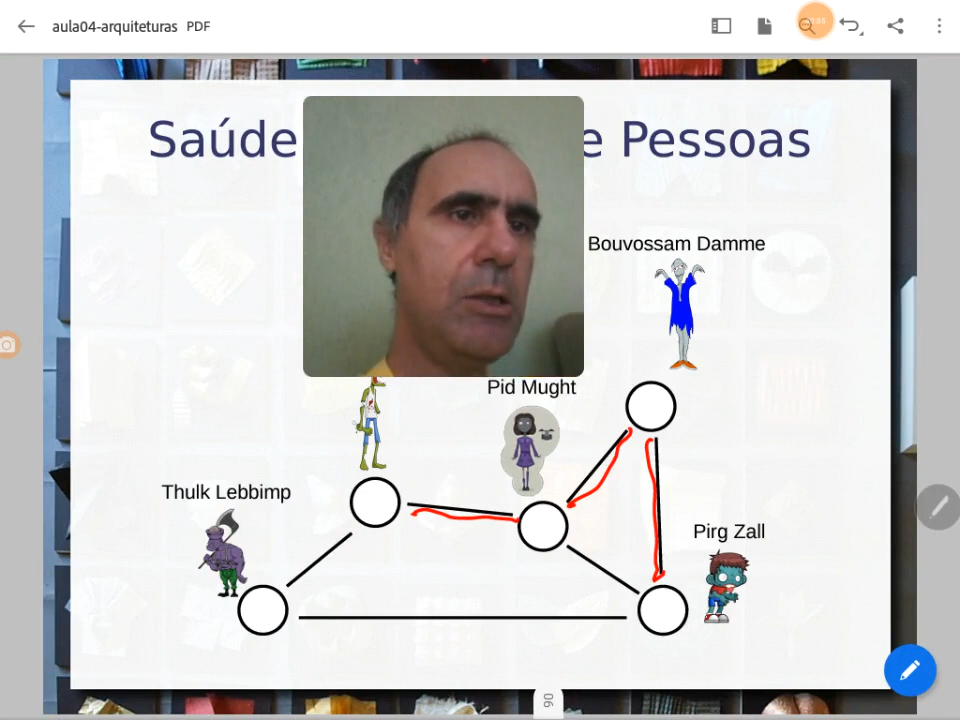 aula04-arquiteturas PDF
Saúde e Pessoas
Bouvossam Damme
Pid Mught
Thulk Lebbimp
Pirg Zall
90